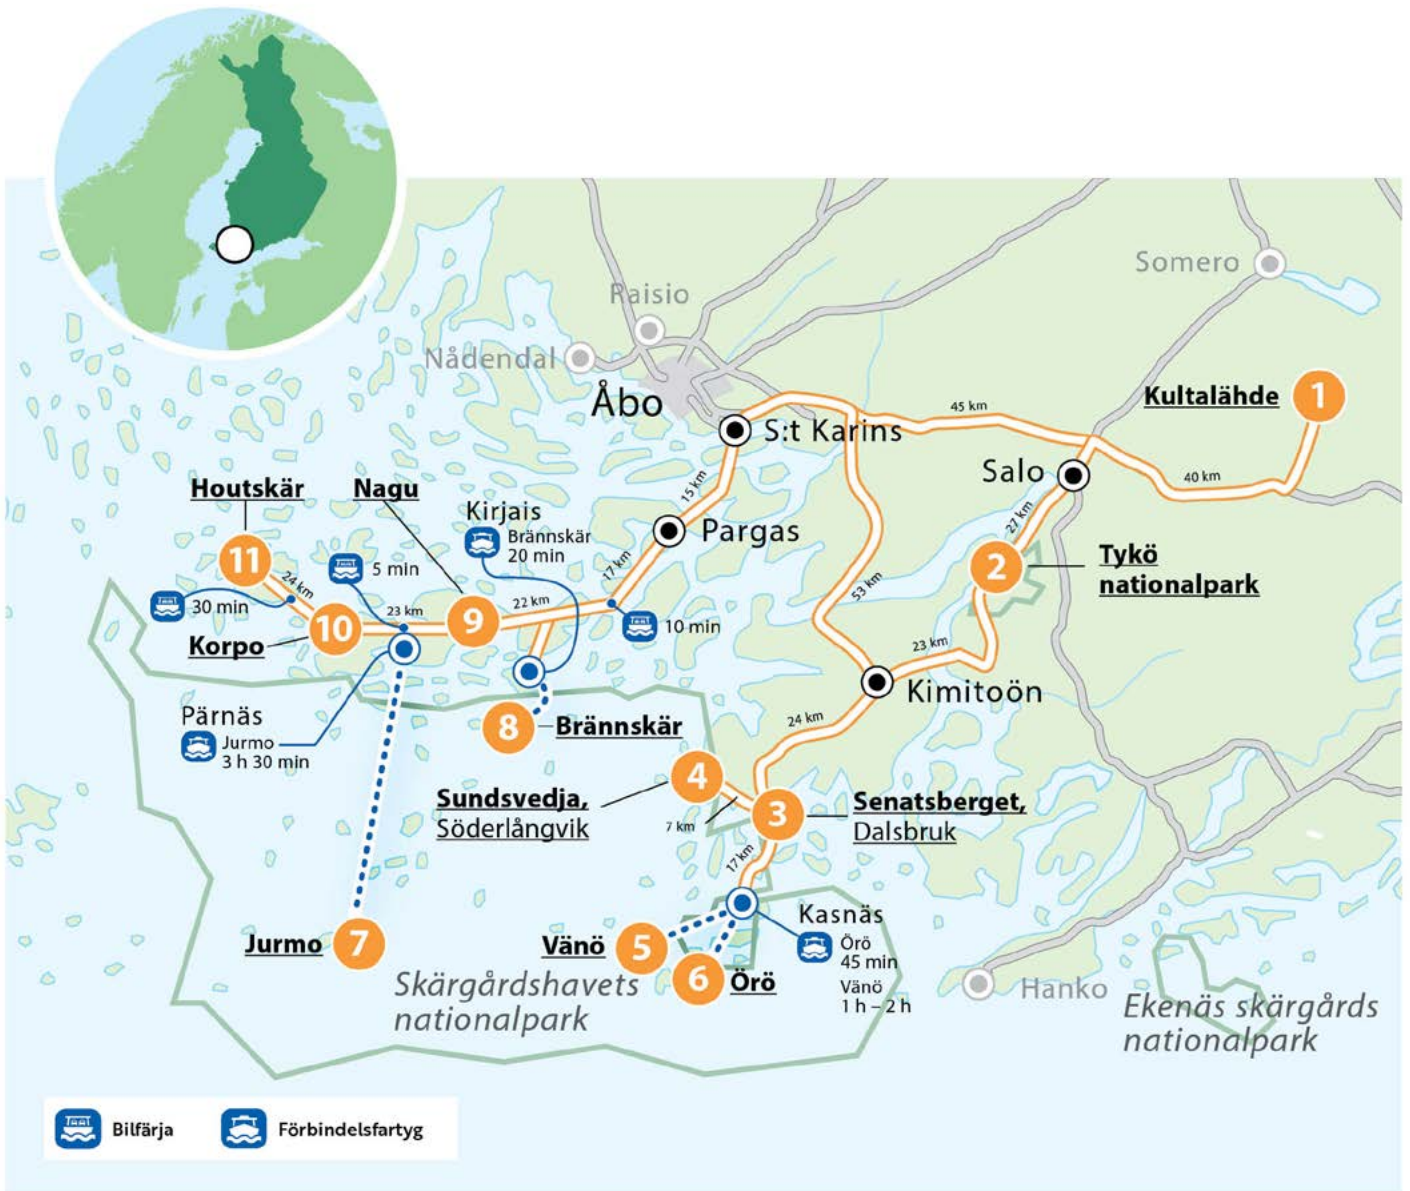 Somero
Raisio
Nådendal
Åbo
Kultalähde
1
45 km
S:t Karins
Salo
40 km
Houtskär
Nagu
15 km
Kirjais
Brännskär
20 min
Pargas
27 km
11
5 min
2
Tykö
nationalpark
24 km
17 km
53 km
30 min
23 km
22 km
9
10
10 min
Korpo
23 km
Kimitoön
Pärnäs
Jurmo
3 h 30 min
8
Brännskär
24 km
4
Sundsvedja,
Söderlångvik
7 km
3
Senatsberget,
Dalsbruk
17 km
Jurmo
7
Vänö
5
6
Örö
Kasnäs
Örö
45 min
Vänö
1 h – 2 h
Skärgårdshavets
nationalpark
Hanko
Ekenäs skärgårds
nationalpark
Bilfärja
Förbindelsfartyg